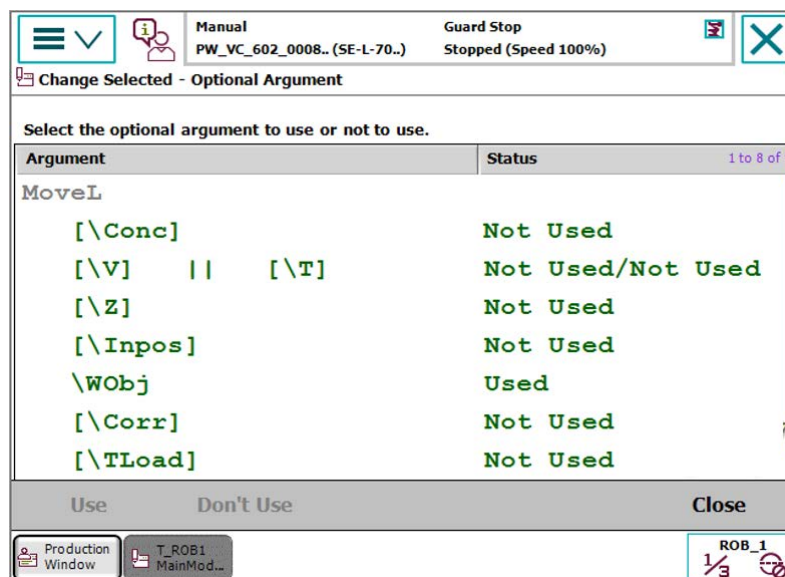 Manual
Guard Stop
PW_VC_602_0008.. (SE-L-70..)
Stopped (Speed 100%)
Change Selected - Optional Argument
Select the optional argument to use or not to use.
Argument Status 1 to 8 of
MoveL
[\Conc] Not Used
[\V] || [\T] Not Used/Not Used
[\Z] Not Used
[\Inpos] Not Used
\WObj Used
[\Corr] Not Used
[\TLoad] Not Used
Use Don't Use Close
Production Window
T_ROB1
MainMod...
ROB_1
1/3